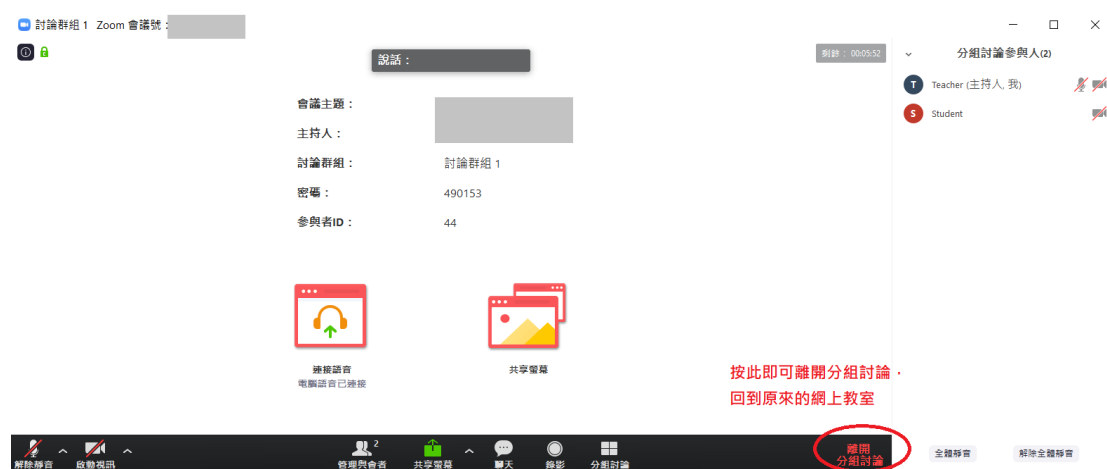 討論群組 1 Zoom 會議號：
說話：
剩餘： 00:05:52
分組討論參與人(2)
T Teacher (主持人, 我)
S Student
會議主題：
主持人：
討論群組： 討論群組 1
密碼： 490153
參與者ID： 44
連接語音
電腦語音已連接
共享螢幕
按此即可離開分組討論，
回到原來的網上教室
解除靜音 啟動視訊 管理與會者 2 共享螢幕 聊天 錄影 分組討論
離開
分組討論
全體靜音 解除全體靜音